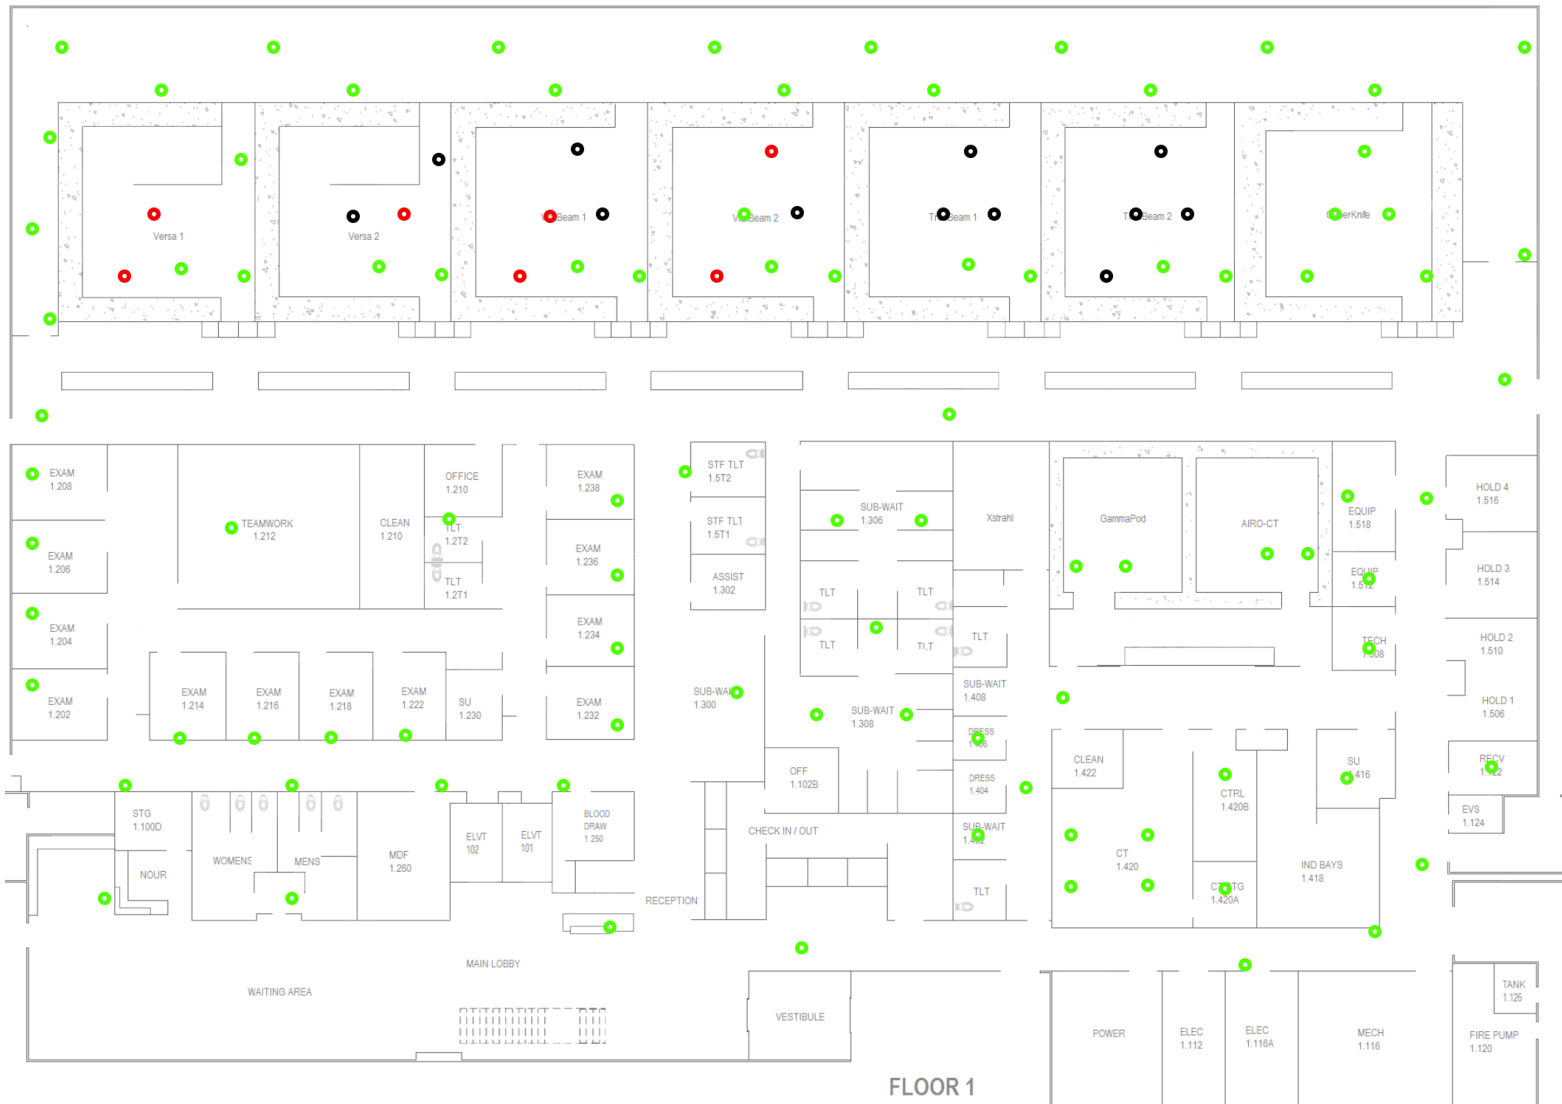 Versa 1
Versa 2
Beam 1
Beam 2
Beam 1
Beam 2
EXAM
1.208
OFFICE
1.210
EXAM
1.238
STF TLT
1.5T2
HOLD 4
1.516
TEAMWORK
1.212
CLEAN
1.210
TLT
1.2T2
STF TLT
1.5T1
SUB-WAIT
1.306
Xstrahl
GammaPod
AIRO-CT
EQUIP
1.518
EXAM
1.206
TLT
1.2T1
EXAM
1.236
ASSIST
1.302
TLT
TLT
EQUIP
1.512
HOLD 3
1.514
EXAM
1.204
EXAM
1.234
TLT
TLT
TLT
TECH
HOLD 2
1.510
EXAM
1.202
EXAM
1.214
EXAM
1.216
EXAM
1.218
EXAM
1.222
SU
1.230
EXAM
1.232
SUB-WAIT
1.300
SUB-WAIT
1.308
SUB-WAIT
1.408
HOLD 1
1.506
DRESS
CLEAN
1.422
SU
1.416
RECV
OFF
1.102B
DRESS
1.404
CTRL
1.420B
STG
1.100D
BLOOD
DRAW
1.250
EVS
1.124
ELVT
102
ELVT
101
CHECK IN / OUT
SUB-WAIT
WOMENS
MENS
MDF
1.260
CT
1.420
IND BAYS
1.418
NOUR
RECEPTION
TLT
1.420A
MAIN LOBBY
WAITING AREA
VESTIBULE
POWER
ELEC
1.112
ELEC
1.116A
MECH
1.116
TANK
1.126
FIRE PUMP
1.120
FLOOR 1